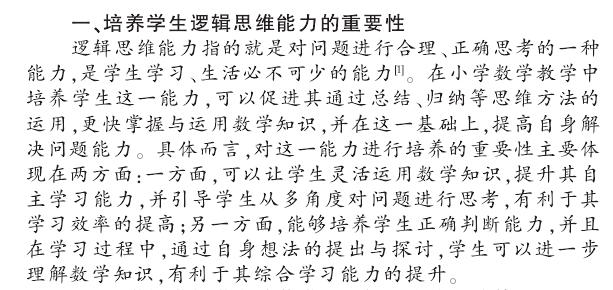 一、培养学生逻辑思维能力的重要性
逻辑思维能力指的就是对问题进行合理、正确思考的一种
能力,是学生学习、生活必不可少的能力[1]。在小学数学教学中
培养学生这一能力,可以促进其通过总结、归纳等思维方法的
运用,更快掌握与运用数学知识,并在这一基础上,提高自身解
决问题能力。具体而言,对这一能力进行培养的重要性主要体
现在两方面:一方面,可以让学生灵活运用数学知识,提升其自
主学习能力,并引导学生从多角度对问题进行思考,有利于其
学习效率的提高;另一方面,能够培养学生正确判断能力,并且
在学习过程中,通过自身想法的提出与探讨,学生可以进一步
理解数学知识,有利于其综合学习能力的提升。